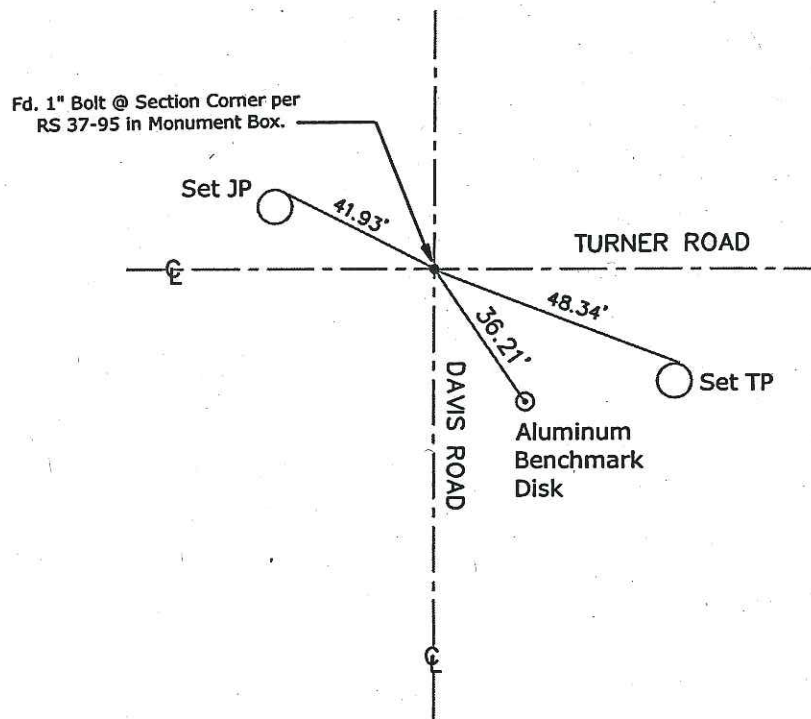 Fd. 1" Bolt @ Section Corner per
RS 37-95 in Monument Box.
Set JP
41.93'
TURNER ROAD
℄
48.34'
36.21'
Set TP
DAVIS ROAD
Aluminum
Benchmark
Disk
℄